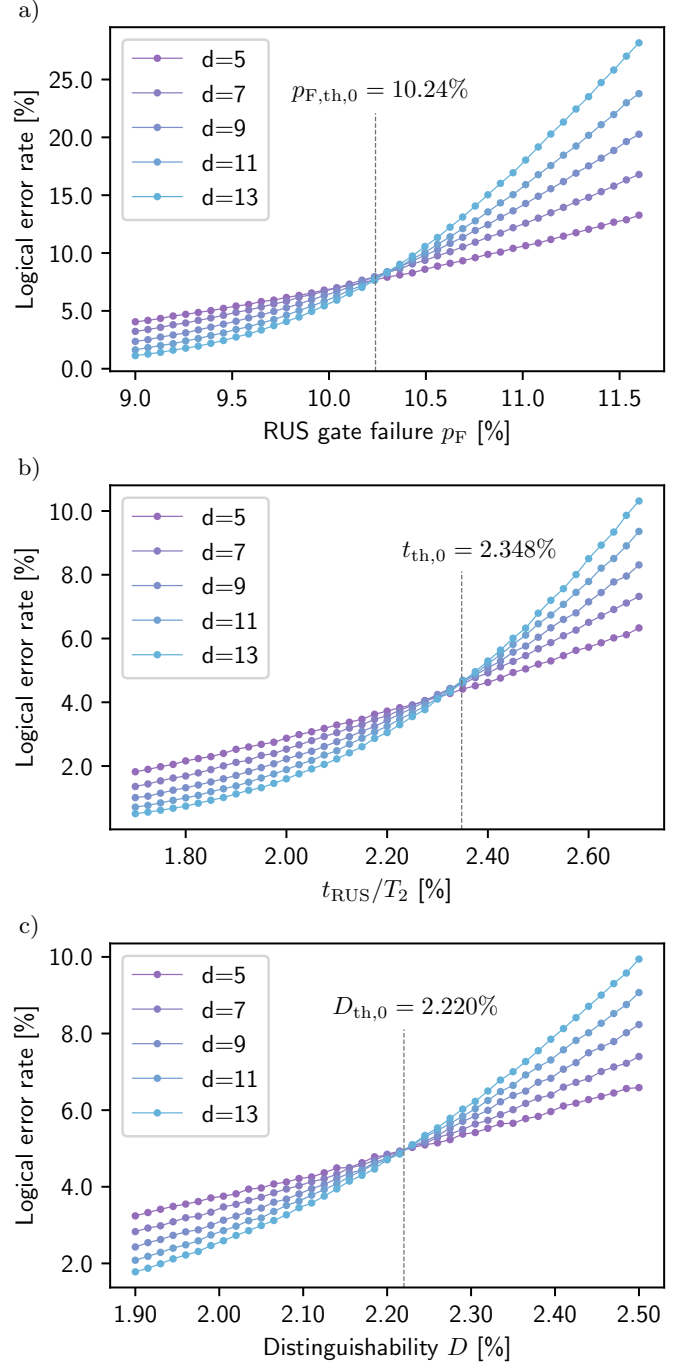 a)
Logical error rate [%]
25.0
20.0
15.0
10.0
5.0
0.0
d=5
d=7
d=9
d=11
d=13
p_F,th,0 = 10.24%
9.0 9.5 10.0 10.5 11.0 11.5
RUS gate failure p_F [%]
b)
Logical error rate [%]
10.0
8.0
6.0
4.0
2.0
d=5
d=7
d=9
d=11
d=13
t_th,0 = 2.348%
1.80 2.00 2.20 2.40 2.60
t_RUS/T_2 [%]
c)
Logical error rate [%]
10.0
8.0
6.0
4.0
2.0
d=5
d=7
d=9
d=11
d=13
D_th,0 = 2.220%
1.90 2.00 2.10 2.20 2.30 2.40 2.50
Distinguishability D [%]